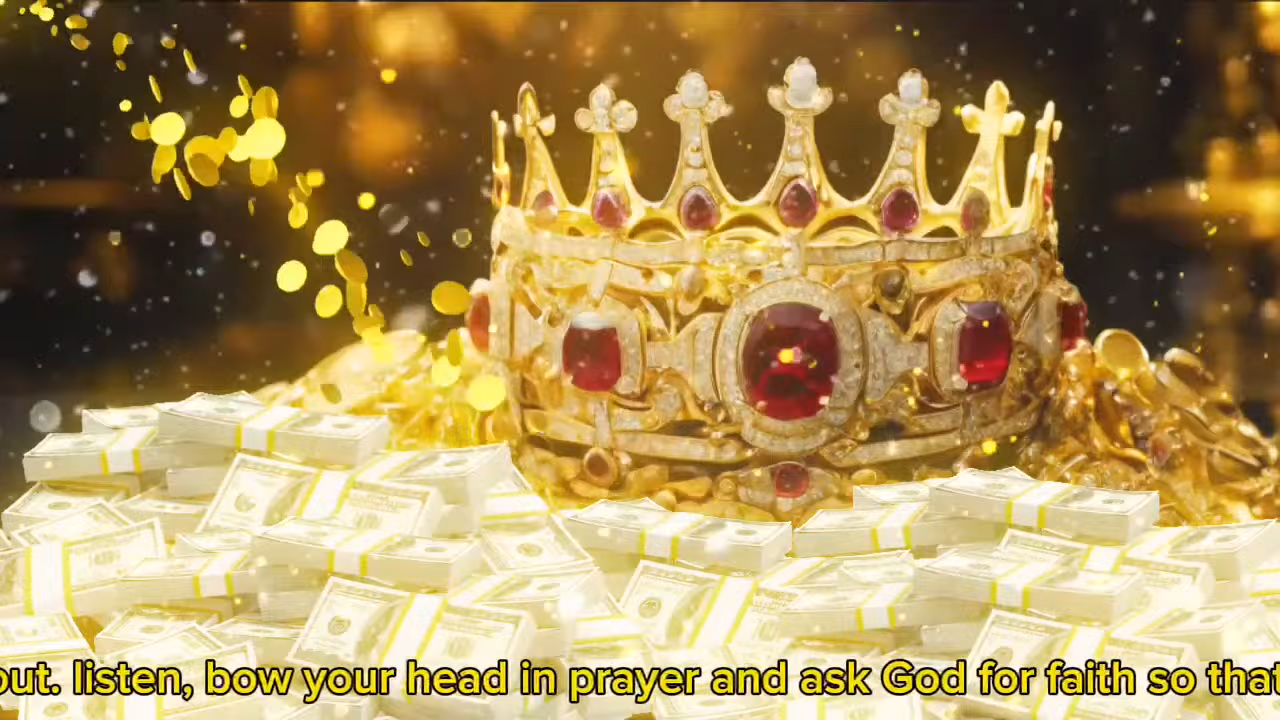 out. listen, bow your head in prayer and ask God for faith so that